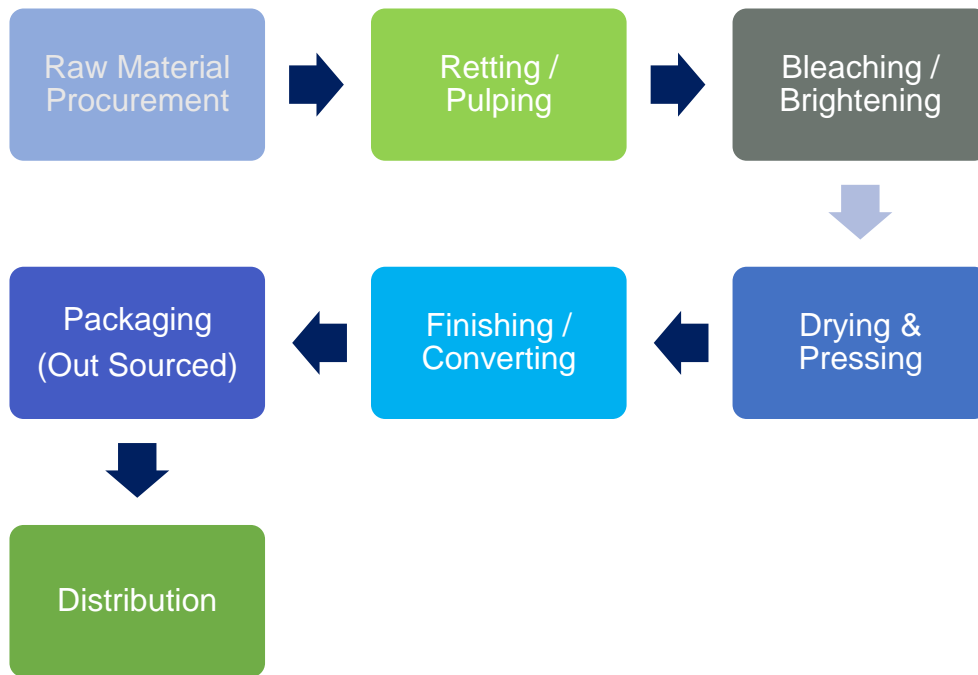 Raw Material
Procurement
Retting /
Pulping
Bleaching /
Brightening
Drying &
Pressing
Finishing /
Converting
Packaging
(Out Sourced)
Distribution